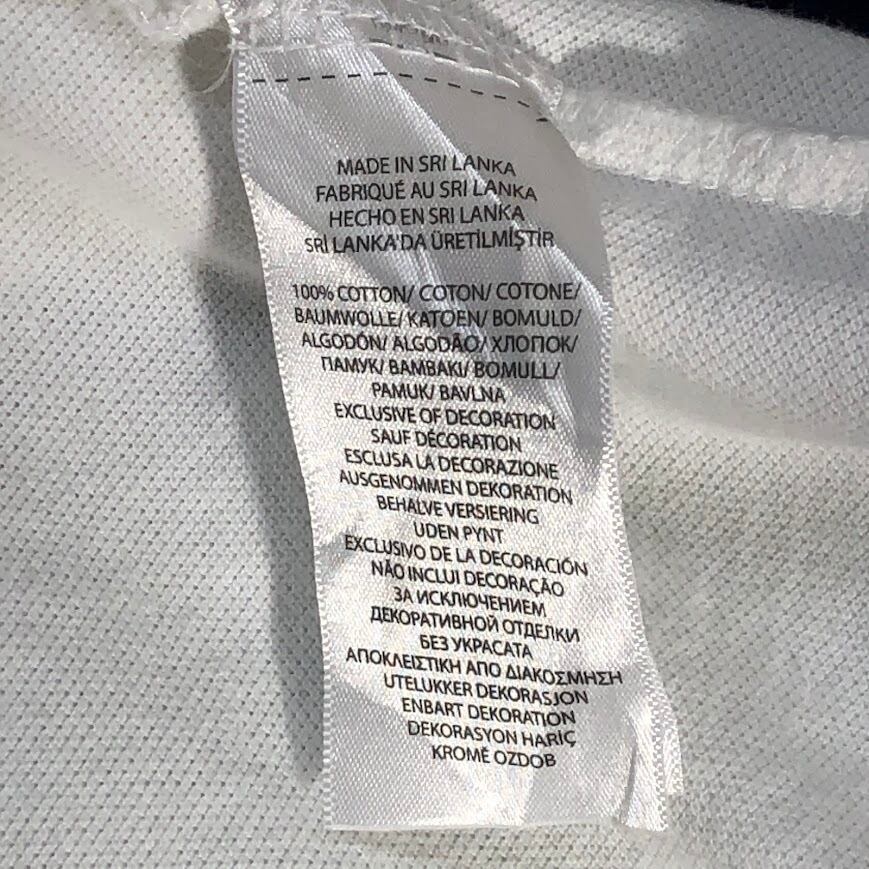 MADE IN SRI LANKA
FABRIQUÉ AU SRI LANKA
HECHO EN SRI LANKA
SRİ LANKA'DA ÜRETİLMİŞTİR
100% COTTON/ COTON/ COTONE/
BAUMWOLLE/ KATOEN/ BOMULD/
ALGODÓN/ ALGODÃO/ ХЛОПОК/
ПАМУК/ ΒΑΜΒΑΚΙ/ BOMULL/
PAMUK/ BAVLNA
EXCLUSIVE OF DECORATION
SAUF DÉCORATION
ESCLUSA LA DECORAZIONE
AUSGENOMMEN DEKORATION
BEHALVE VERSIERING
UDEN PYNT
EXCLUSIVO DE LA DECORACIÓN
NÃO INCLUI DECORAÇÃO
ЗА ИСКЛЮЧЕНИЕМ
ДЕКОРАТИВНОЙ ОТДЕЛКИ
БЕЗ УКРАСАТА
ΑΠΟΚΛΕΙΣΤΙΚΗ ΑΠΟ ΔΙΑΚΟΣΜΗΣΗ
UTELUKKER DEKORASJON
ENBART DEKORATION
DEKORASYON HARIÇ
KROMĚ OZDOB